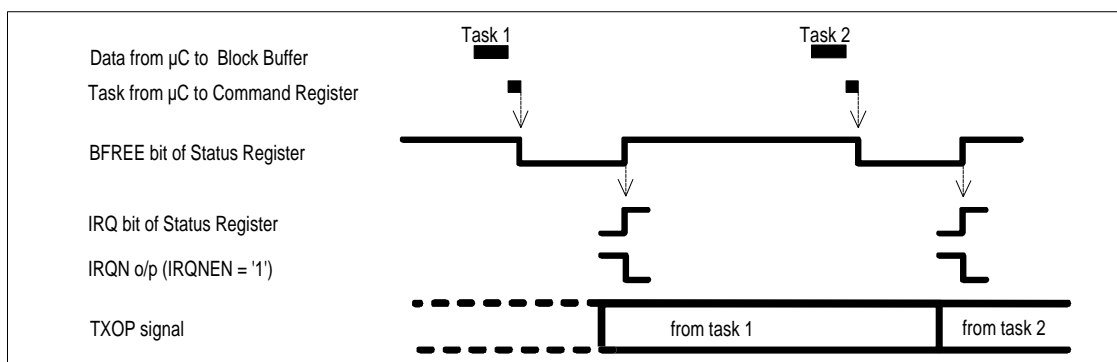 Task 1
Task 2
Data from µC to Block Buffer
Task from µC to Command Register
BFREE bit of Status Register
IRQ bit of Status Register
IRQN o/p (IRQNEN = '1')
TXOP signal
from task 1
from task 2